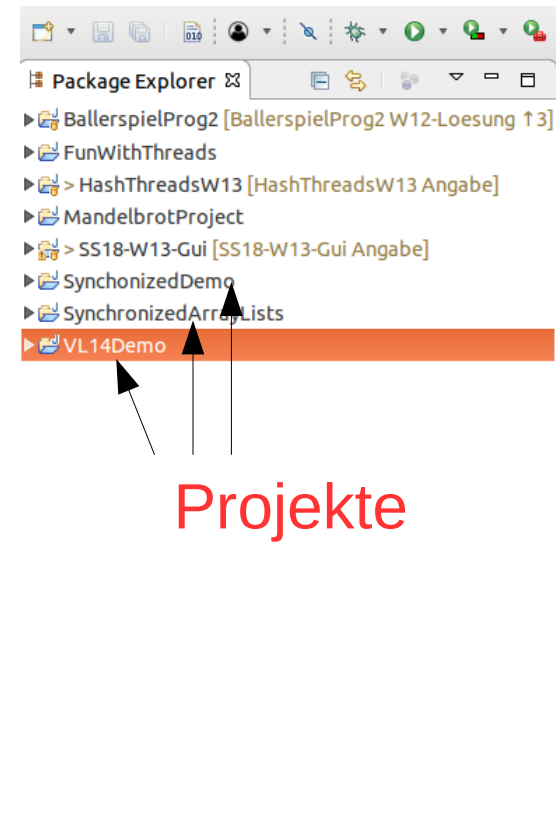 010
Package Explorer
BallerspielProg2 [BallerspielProg2 W12-Loesung ↑3]
FunWithThreads
> HashThreadsW13 [HashThreadsW13 Angabe]
MandelbrotProject
> SS18-W13-Gui [SS18-W13-Gui Angabe]
SynchonizedDemo
SynchronizedArrayLists
VL14Demo
Projekte